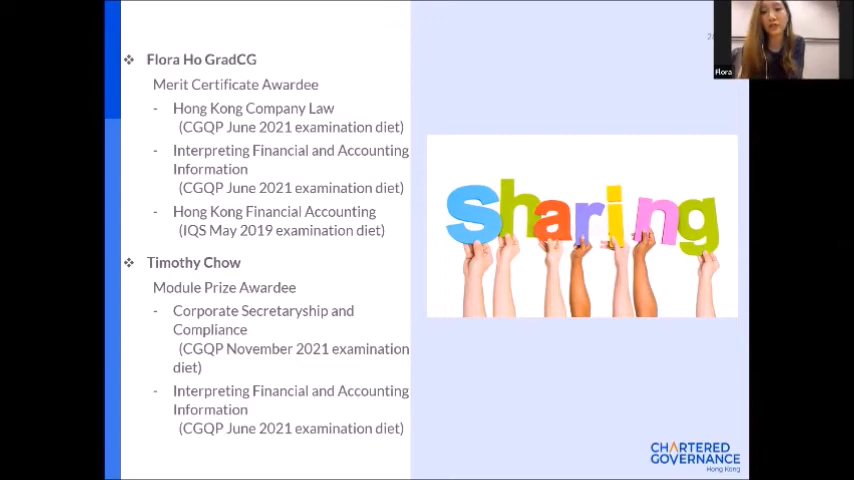 ❖ Flora Ho GradCG
Merit Certificate Awardee
- Hong Kong Company Law
(CGQP June 2021 examination diet)
- Interpreting Financial and Accounting
Information
(CGQP June 2021 examination diet)
- Hong Kong Financial Accounting
(IQS May 2019 examination diet)
❖ Timothy Chow
Module Prize Awardee
- Corporate Secretaryship and
Compliance
(CGQP November 2021 examination
diet)
- Interpreting Financial and Accounting
Information
(CGQP June 2021 examination diet)
Sharing
Flora
CHARTERED
GOVERNANCE
Hong Kong